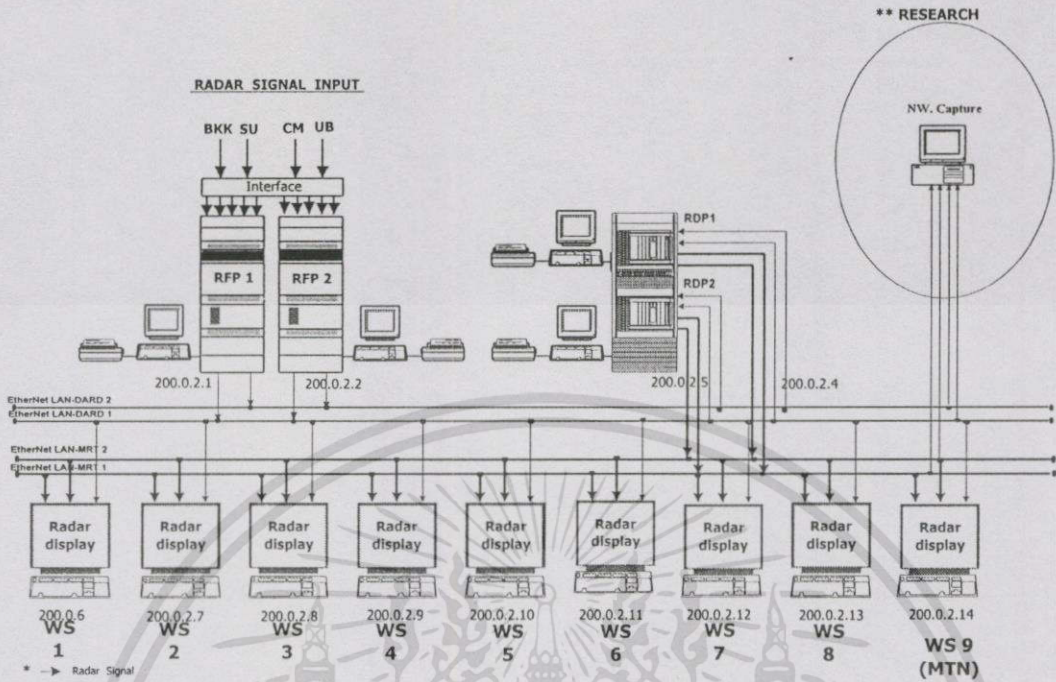 ** RESEARCH
NW. Capture
RADAR SIGNAL INPUT
BKK SU CM UB
Interface
RFP 1 RFP 2
RDP1
RDP2
200.0.2.1 200.0.2.2 200.0.2.5 200.0.2.4
EtherNet LAN-DARD 2
EtherNet LAN-DARD 1
EtherNet LAN-MRT 2
EtherNet LAN-MRT 1
Radar display
Radar display
Radar display
Radar display
Radar display
Radar display
Radar display
Radar display
Radar display
200.0.6 200.0.2.7 200.0.2.8 200.0.2.9 200.0.2.10 200.0.2.11 200.0.2.12 200.0.2.13 200.0.2.14
WS 1
WS 2
WS 3
WS 4
WS 5
WS 6
WS 7
WS 8
WS 9
(MTN)
* Radar Signal